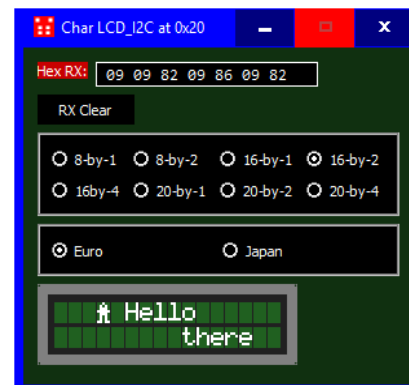 Char LCD_I2C at 0x20
Hex RX: 09 09 82 09 86 09 82
RX Clear
8-by-1 8-by-2 16-by-1 16-by-2
16by-4 20-by-1 20-by-2 20-by-4
Euro Japan
Hello
there